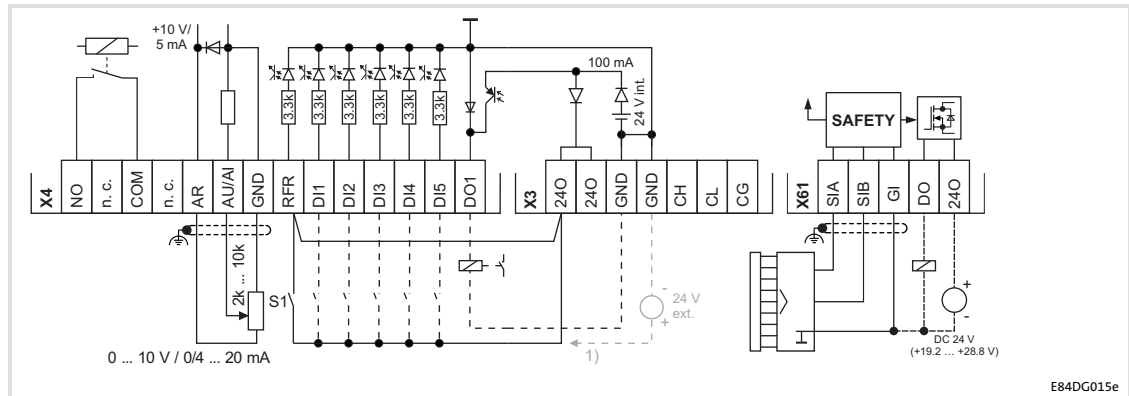 +10 V/
5 mA
3.3k
3.3k
3.3k
3.3k
3.3k
3.3k
100 mA
24 V int.
SAFETY
X4
NO
n. c.
COM
n. c.
AR
AU/AI
GND
RFR
DI1
DI2
DI3
DI4
DI5
DO1
X3
24O
24O
GND
GND
CH
CL
CG
X61
SIA
SIB
GI
DO
24O
2k ... 10k
S1
0 ... 10 V / 0/4 ... 20 mA
-
24 V
ext.
+
1)
+
-
DC 24 V
(+19.2 ... +28.8 V)
E84DG015e